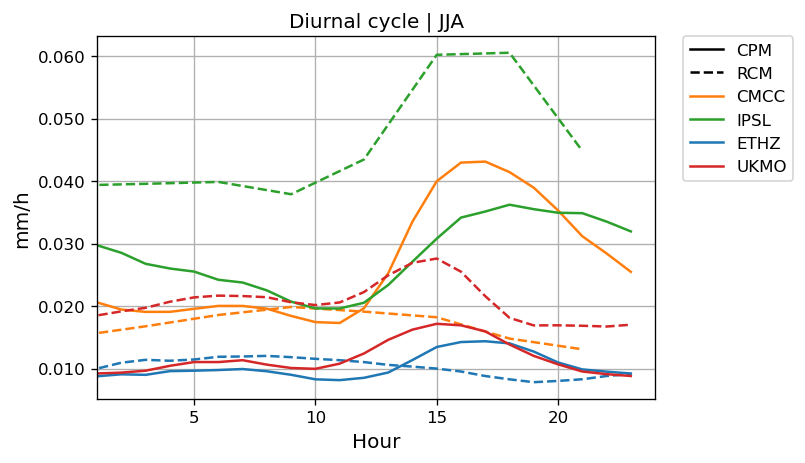 Diurnal cycle | JJA
0.060
0.050
0.040
0.030
0.020
0.010
mm/h
5
10
15
20
Hour
CPM
RCM
CMCC
IPSL
ETHZ
UKMO